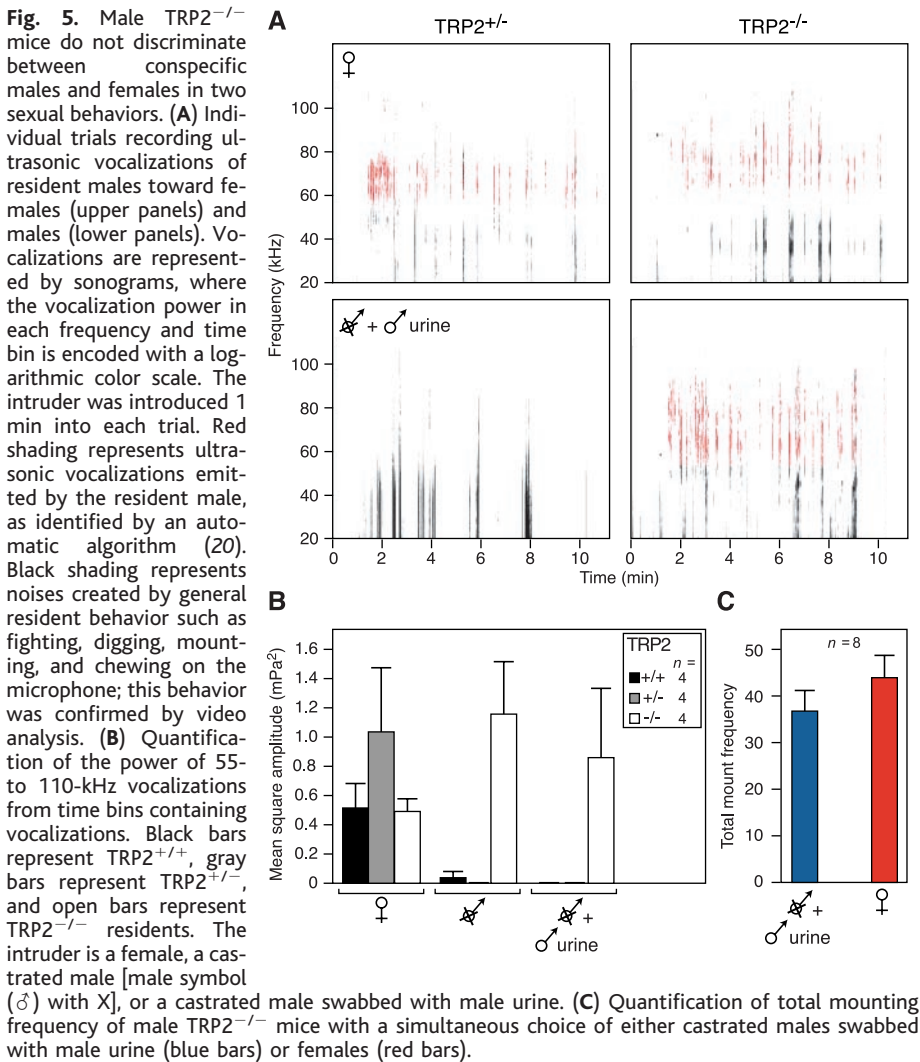 Fig. 5. Male TRP2−/−
mice do not discriminate
between conspecific
males and females in two
sexual behaviors. (A) Indi-
vidual trials recording ul-
trasonic vocalizations of
resident males toward fe-
males (upper panels) and
males (lower panels). Vo-
calizations are represent-
ed by sonograms, where
the vocalization power in
each frequency and time
bin is encoded with a log-
arithmic color scale. The
intruder was introduced 1
min into each trial. Red
shading represents ultra-
sonic vocalizations emit-
ted by the resident male,
as identified by an auto-
matic algorithm (20).
Black shading represents
noises created by general
resident behavior such as
fighting, digging, mount-
ing, and chewing on the
microphone; this behavior
was confirmed by video
analysis. (B) Quantifica-
tion of the power of 55-
to 110-kHz vocalizations
from time bins containing
vocalizations. Black bars
represent TRP2+/+, gray
bars represent TRP2+/−,
and open bars represent
TRP2−/− residents. The
intruder is a female, a cas-
trated male [male symbol
(♂) with X], or a castrated male swabbed with male urine. (C) Quantification of total mounting
frequency of male TRP2−/− mice with a simultaneous choice of either castrated males swabbed
with male urine (blue bars) or females (red bars).
A
TRP2+/-
TRP2-/-
♀
100
80
60
40
20
Frequency (kHz)
+ ♂ urine
100
80
60
40
20
0 2 4 6 8 10
0 2 4 6 8 10
Time (min)
B
Mean square amplitude (mPa2)
1.6
1.4
1.2
1.0
0.8
0.6
0.4
0.2
0
TRP2
n =
+/+ 4
+/- 4
-/- 4
♀
+
♂ urine
C
Total mount frequency
n = 8
50
40
30
20
10
0
+
♂ urine
♀